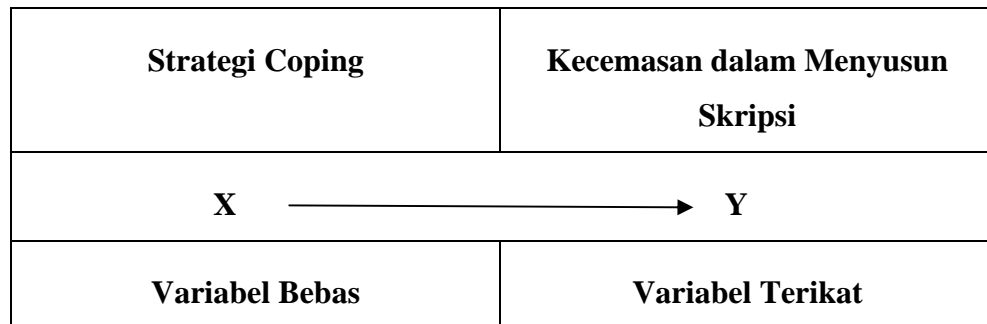 Strategi Coping
Kecemasan dalam Menyusun
Skripsi
X Y
Variabel Bebas
Variabel Terikat